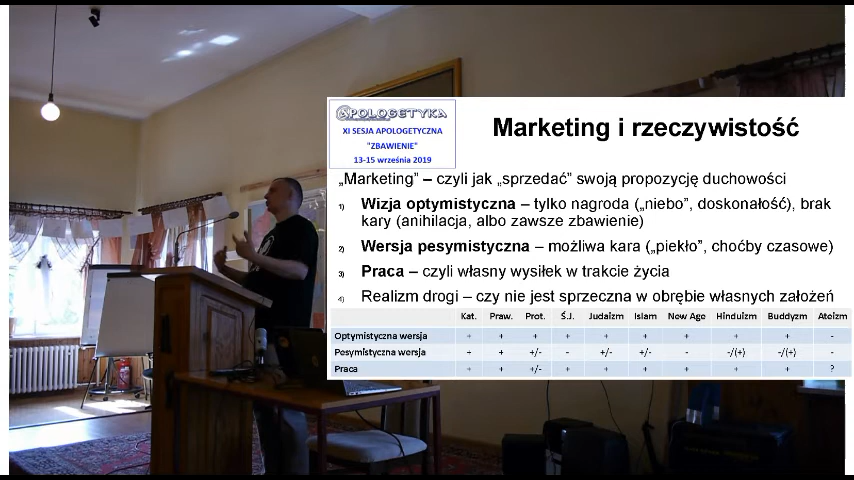 APOLOGETYKA
XI SESJA APOLOGETYCZNA
"ZBAWIENIE"
13-15 września 2019
Marketing i rzeczywistość
„Marketing” – czyli jak „sprzedać” swoją propozycję duchowości
1) Wizja optymistyczna – tylko nagroda („niebo”, doskonałość), brak
kary (anihilacja, albo zawsze zbawienie)
2) Wersja pesymistyczna – możliwa kara („piekło”, choćby czasowe)
3) Praca – czyli własny wysiłek w trakcie życia
4) Realizm drogi – czy nie jest sprzeczna w obrębie własnych założeń
Kat. Praw. Prot. Ś.J. Judaizm Islam New Age Hinduizm Buddyzm Ateizm
Optymistyczna wersja + + + + + + + + + -
Pesymistyczna wersja + + +/- - +/- +/- - -/(+) -/(+) -
Praca + + +/- + + + + + + ?